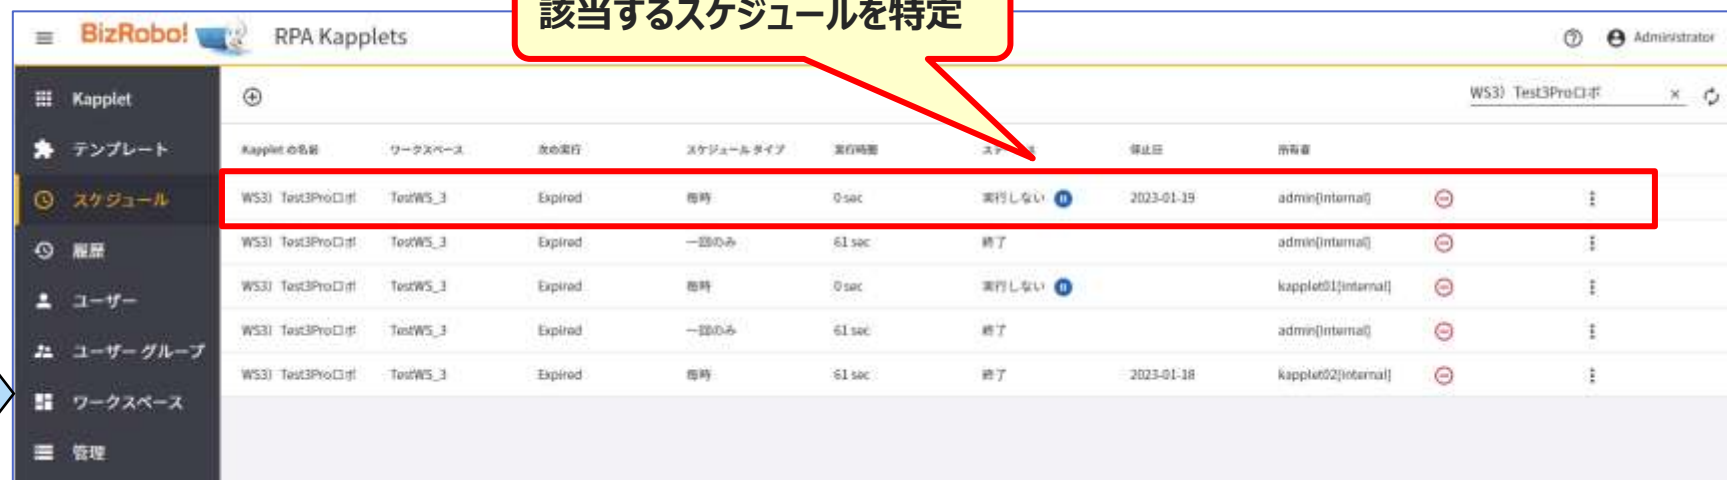 該当するスケジュールを特定
BizRobo! RPA Kapplets Administrator
Kapplet WS3) Test3Proロボ ×
テンプレート Kapplet の名前 ワークスペース 次の実行 スケジュール タイプ 実行時間 停止日 所有者
スケジュール WS3) Test3Proロボ TestWS_3 Expired 毎時 0 sec 実行しない 2023-01-19 admin[internal]
履歴 WS3) Test3Proロボ TestWS_3 Expired 一回のみ 61 sec 終了 admin[internal]
ユーザー WS3) Test3Proロボ TestWS_3 Expired 毎時 0 sec 実行しない kapplet01[internal]
ユーザー グループ WS3) Test3Proロボ TestWS_3 Expired 一回のみ 61 sec 終了 admin[internal]
ワークスペース WS3) Test3Proロボ TestWS_3 Expired 毎時 61 sec 終了 2023-01-18 kapplet02[internal]
管理